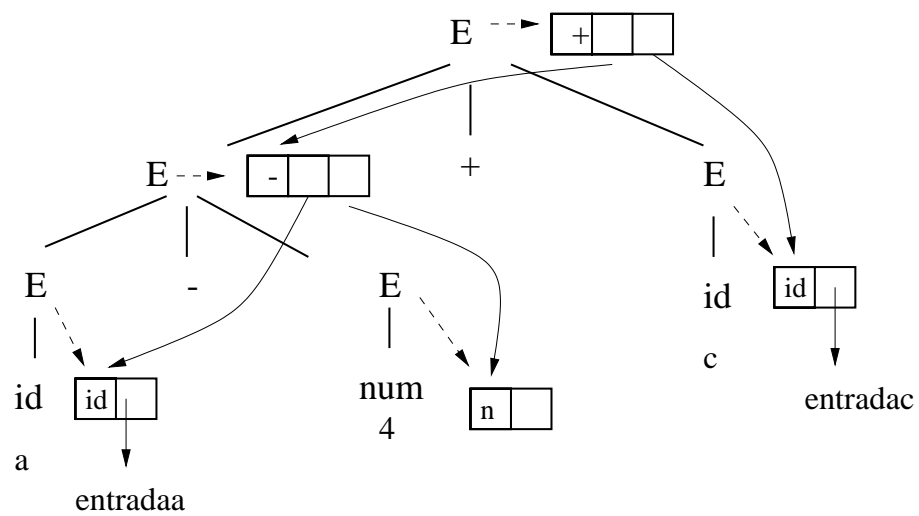 E +
E - + E
E - E id id
id id num n c entradac
a 4
entradaa